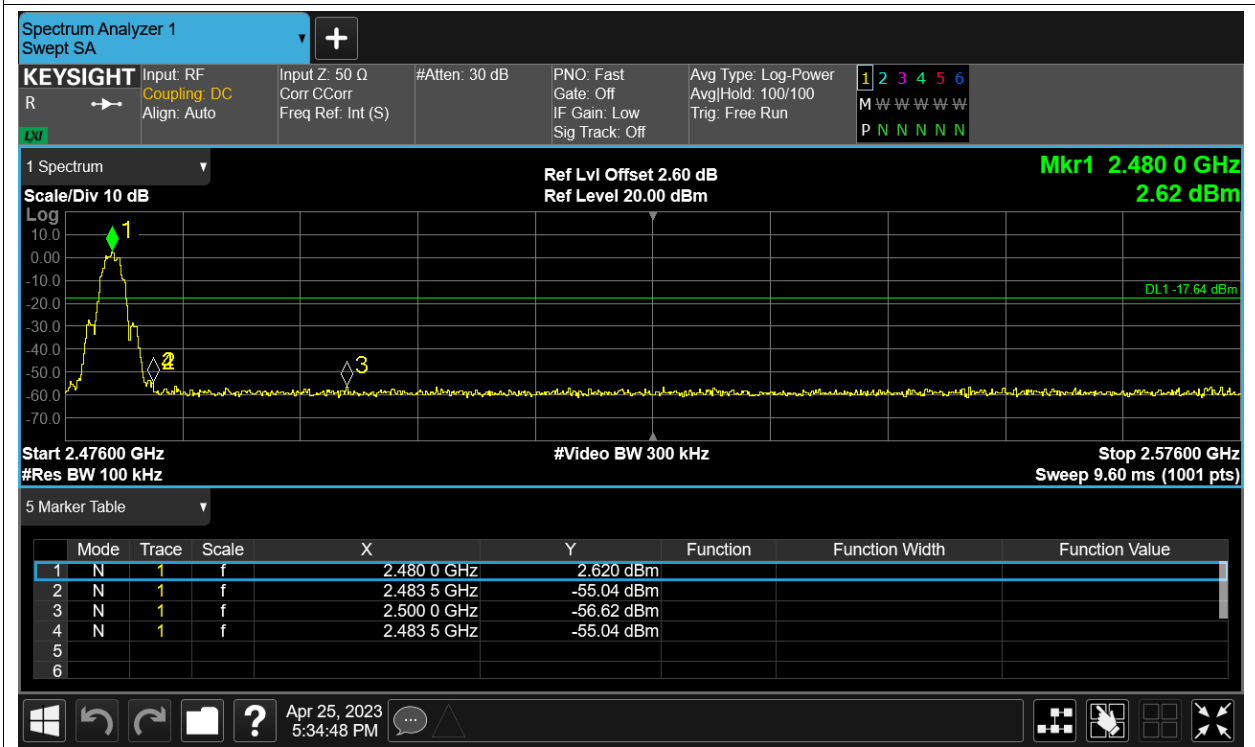 Spectrum Analyzer 1
Swept SA
KEYSIGHT Input: RF Input Z: 50 Ω #Atten: 30 dB PNO: Fast Avg Type: Log-Power 1 2 3 4 5 6
R Coupling: DC Corr CCorr Gate: Off Avg|Hold: 100/100 M W W W W W
Align: Auto Freq Ref: Int (S) IF Gain: Low Trig: Free Run
LXI Sig Track: Off P N N N N N
1 Spectrum Ref Lvl Offset 2.60 dB Mkr1 2.480 0 GHz
Scale/Div 10 dB Ref Level 20.00 dBm 2.62 dBm
Log
1
10.0
0.00
-10.0
DL1 -17.64 dBm
-20.0
-30.0
-40.0
2 3
-50.0
-60.0
-70.0
Start 2.47600 GHz #Video BW 300 kHz Stop 2.57600 GHz
#Res BW 100 kHz Sweep 9.60 ms (1001 pts)
5 Marker Table
Mode Trace Scale X Y Function Function Width Function Value
1 N 1 f 2.480 0 GHz 2.620 dBm
2 N 1 f 2.483 5 GHz -55.04 dBm
3 N 1 f 2.500 0 GHz -56.62 dBm
4 N 1 f 2.483 5 GHz -55.04 dBm
5
6
? Apr 25, 2023
5:34:48 PM